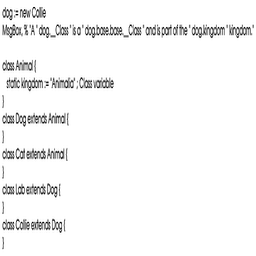 dog := new Collie
MsgBox, % "A " dog.__Class " is a " dog.base.base.__Class " and is part of the " dog.kingdom " kingdom."

class Animal {
static kingdom := "Animalia" ; Class variable
}
class Dog extends Animal {
}
class Cat extends Animal {
}
class Lab extends Dog {
}
class Collie extends Dog {
}